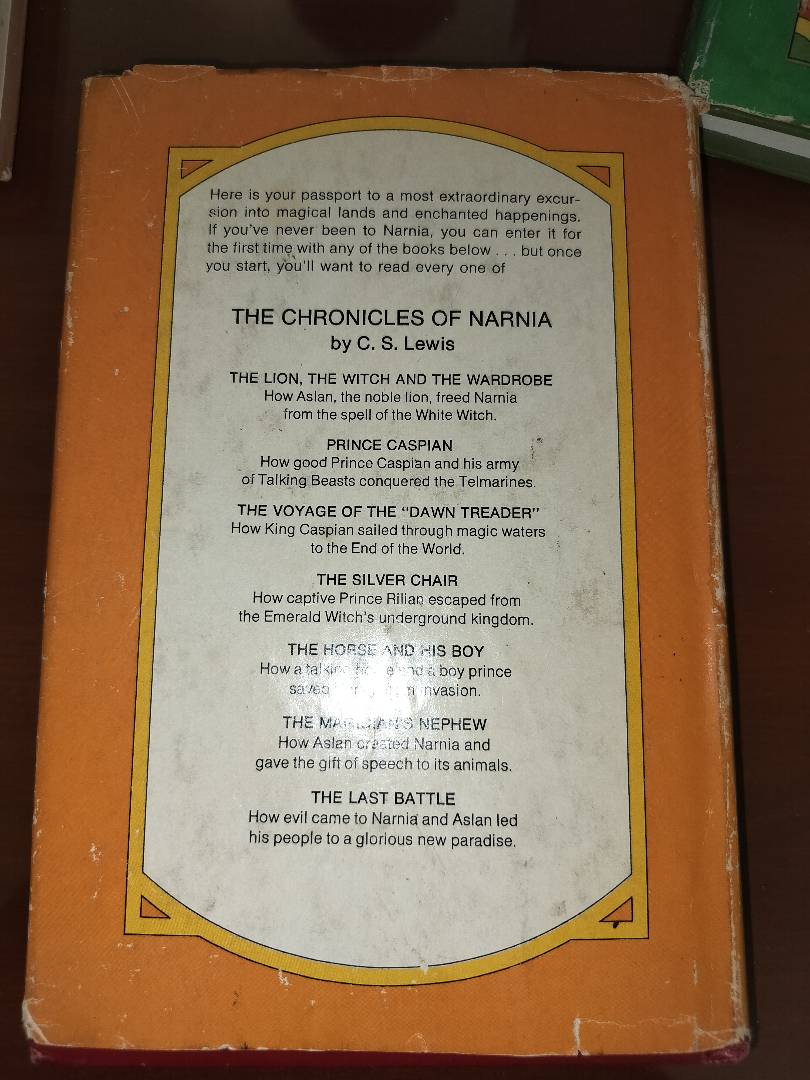 Here is your passport to a most extraordinary excur-
sion into magical lands and enchanted happenings.
If you've never been to Narnia, you can enter it for
the first time with any of the books below . . . but once
you start, you'll want to read every one of
THE CHRONICLES OF NARNIA
by C. S. Lewis
THE LION, THE WITCH AND THE WARDROBE
How Aslan, the noble lion, freed Narnia
from the spell of the White Witch.
PRINCE CASPIAN
How good Prince Caspian and his army
of Talking Beasts conquered the Telmarines.
THE VOYAGE OF THE “DAWN TREADER”
How King Caspian sailed through magic waters
to the End of the World.
THE SILVER CHAIR
How captive Prince Rilian escaped from
the Emerald Witch's underground kingdom.
THE HORSE AND HIS BOY
How a talking horse and a boy prince
invasion.
THE MAGICIAN'S NEPHEW
How Aslan created Narnia and
gave the gift of speech to its animals.
THE LAST BATTLE
How evil came to Narnia and Aslan led
his people to a glorious new paradise.